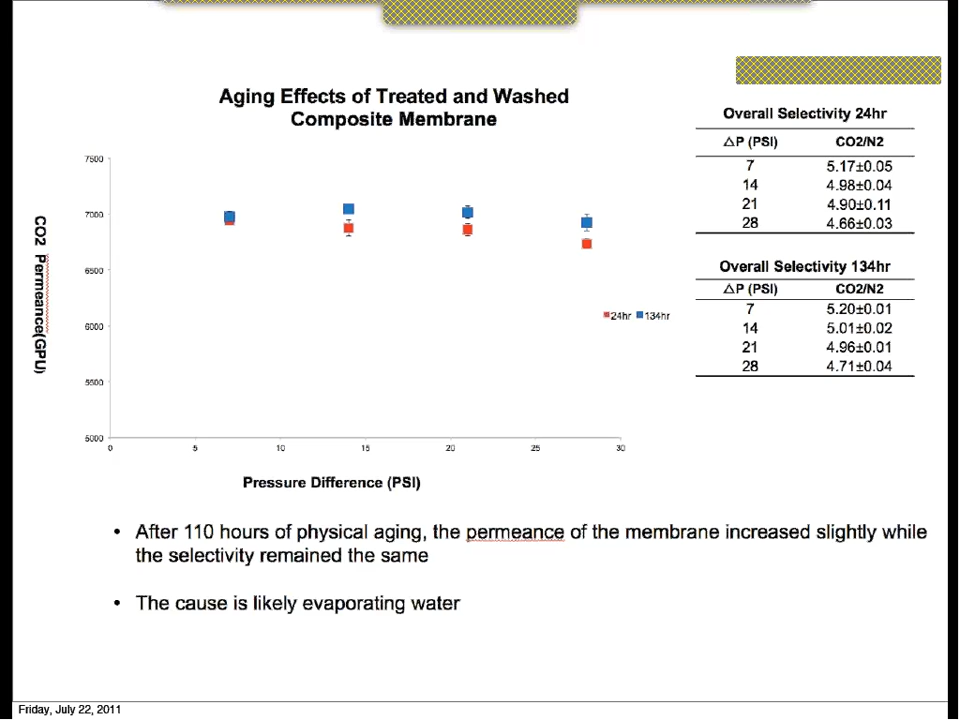 Aging Effects of Treated and Washed
Composite Membrane
CO2 Permeance(GPU)
7500
7000
6500
6000
5500
5000
0 5 10 15 20 25 30
Pressure Difference (PSI)
24hr 134hr
Overall Selectivity 24hr
△P (PSI) CO2/N2
7 5.17±0.05
14 4.98±0.04
21 4.90±0.11
28 4.66±0.03
Overall Selectivity 134hr
△P (PSI) CO2/N2
7 5.20±0.01
14 5.01±0.02
21 4.96±0.01
28 4.71±0.04
• After 110 hours of physical aging, the permeance of the membrane increased slightly while
the selectivity remained the same
• The cause is likely evaporating water
Friday, July 22, 2011